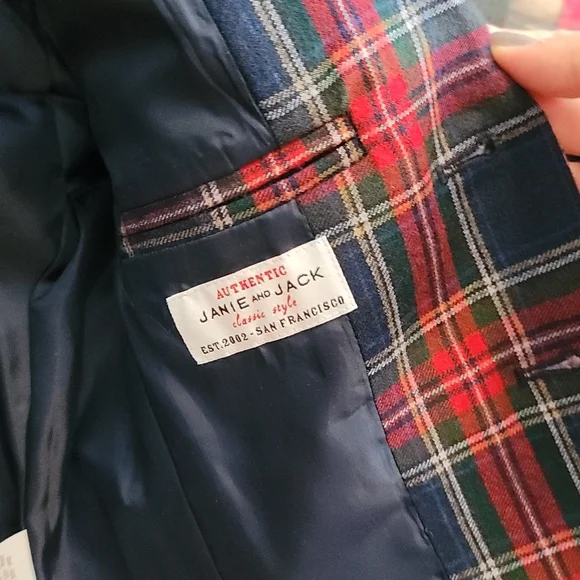 AUTHENTIC
JANIE AND JACK
classic style
EST. 2002 - SAN FRANCISCO